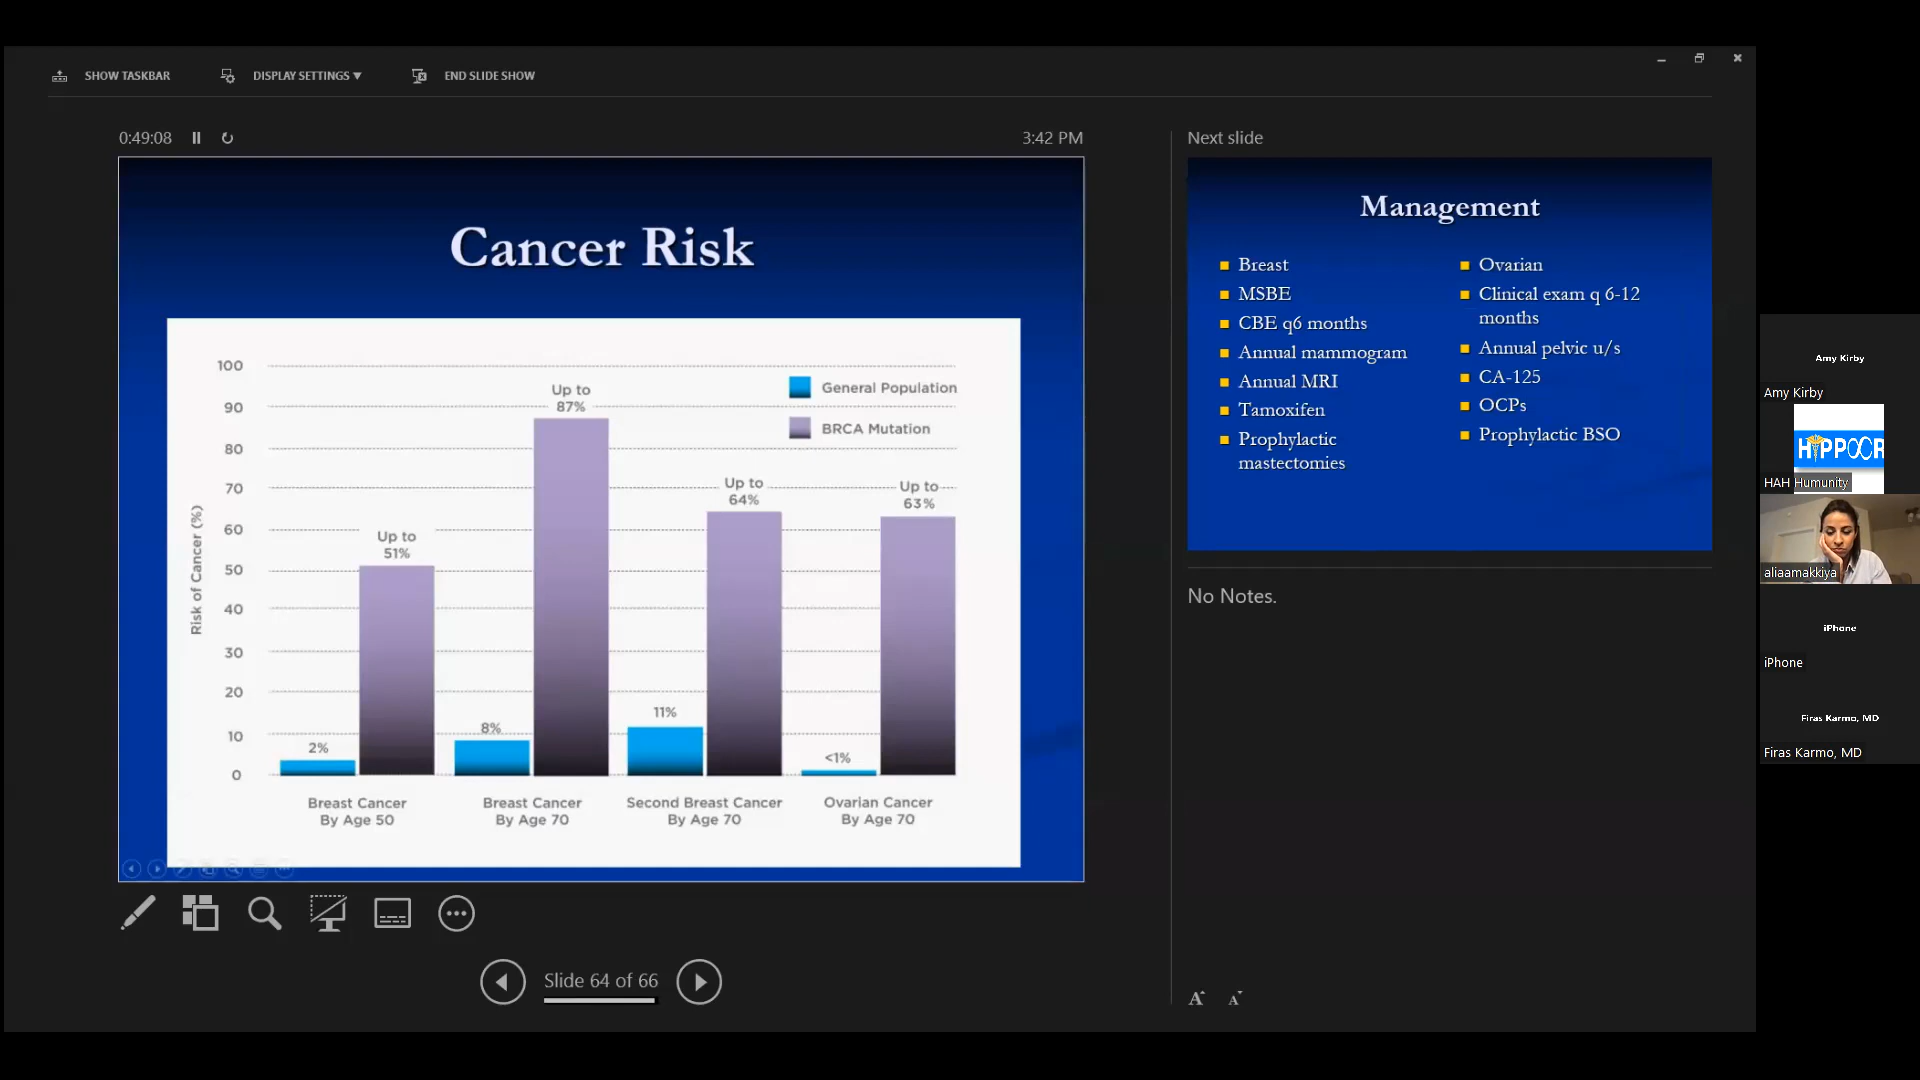 SHOW TASKBAR
DISPLAY SETTINGS ▼
END SLIDE SHOW
0:49:08
3:42 PM
Cancer Risk
100
90
80
70
60
50
40
30
20
10
0
Risk of Cancer (%)
General Population
BRCA Mutation
2%
Up to
51%
8%
Up to
87%
11%
Up to
64%
<1%
Up to
63%
Breast Cancer
By Age 50
Breast Cancer
By Age 70
Second Breast Cancer
By Age 70
Ovarian Cancer
By Age 70
Slide 64 of 66
Next slide
Management
Breast
MSBE
CBE q6 months
Annual mammogram
Annual MRI
Tamoxifen
Prophylactic
mastectomies
Ovarian
Clinical exam q 6-12
months
Annual pelvic u/s
CA-125
OCPs
Prophylactic BSO
No Notes.
A A
Amy Kirby
Amy Kirby
HIPPOCR
HAH Humunity
aliaamakkiya
iPhone
iPhone
Firas Karmo, MD
Firas Karmo, MD